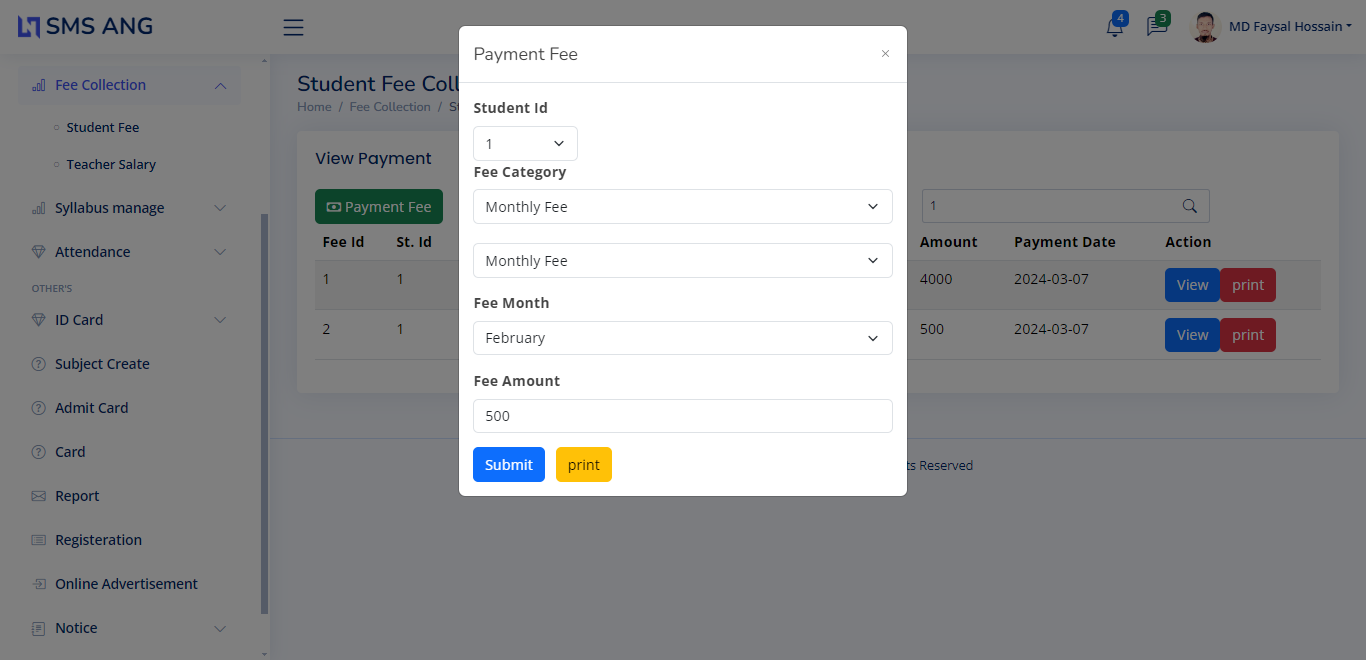 SMS ANG
4
3
MD Faysal Hossain
Fee Collection
Student Fee
Teacher Salary
Syllabus manage
Attendance
OTHER'S
ID Card
Subject Create
Admit Card
Card
Report
Registeration
Online Advertisement
Notice
Student Fee Coll
Home / Fee Collection / S
View Payment
Payment Fee
1
Fee Id St. Id Amount Payment Date Action
1 1 4000 2024-03-07 View print
2 1 500 2024-03-07 View print
ts Reserved
Payment Fee ×
Student Id
1
Fee Category
Monthly Fee
Monthly Fee
Fee Month
February
Fee Amount
500
Submit print